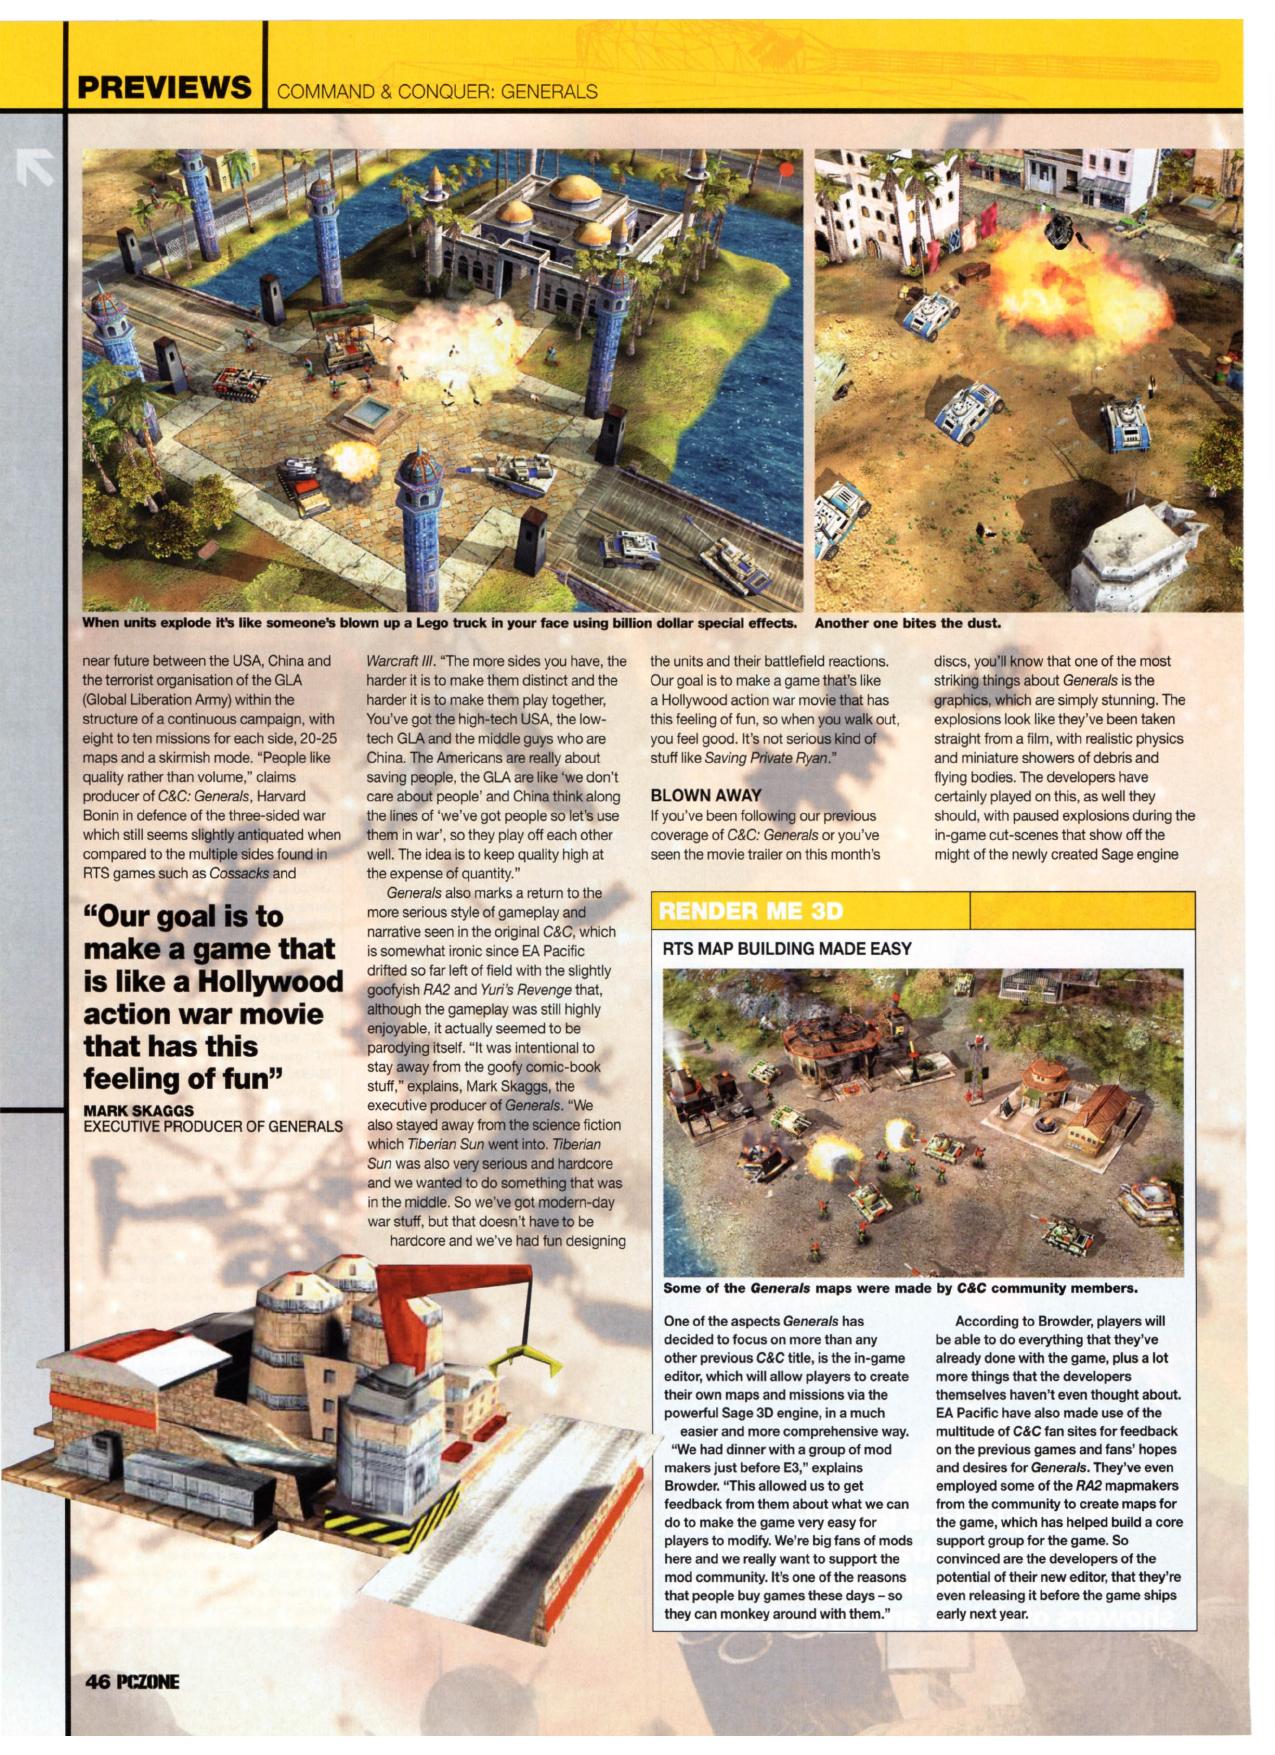 PREVIEWS
COMMAND & CONQUER: GENERALS
When units explode it's like someone's blown up a Lego truck in your face using billion dollar special effects.
Another one bites the dust.
near future between the USA, China and
the terrorist organisation of the GLA
(Global Liberation Army) within the
structure of a continuous campaign, with
eight to ten missions for each side, 20-25
maps and a skirmish mode. “People like
quality rather than volume,” claims
producer of C&C: Generals, Harvard
Bonin in defence of the three-sided war
which still seems slightly antiquated when
compared to the multiple sides found in
RTS games such as Cossacks and
“Our goal is to
make a game that
is like a Hollywood
action war movie
that has this
feeling of fun”
MARK SKAGGS
EXECUTIVE PRODUCER OF GENERALS
Warcraft III. “The more sides you have, the
harder it is to make them distinct and the
harder it is to make them play together,
You've got the high-tech USA, the low-
tech GLA and the middle guys who are
China. The Americans are really about
saving people, the GLA are like ‘we don't
care about people’ and China think along
the lines of ‘we've got people so let's use
them in war’, so they play off each other
well. The idea is to keep quality high at
the expense of quantity.”
Generals also marks a return to the
more serious style of gameplay and
narrative seen in the original C&C, which
is somewhat ironic since EA Pacific
drifted so far left of field with the slightly
goofyish RA2 and Yuri's Revenge that,
although the gameplay was still highly
enjoyable, it actually seemed to be
parodying itself. “It was intentional to
stay away from the goofy comic-book
stuff,” explains, Mark Skaggs, the
executive producer of Generals. “We
also stayed away from the science fiction
which Tiberian Sun went into. Tiberian
Sun was also very serious and hardcore
and we wanted to do something that was
in the middle. So we've got modern-day
war stuff, but that doesn't have to be
hardcore and we've had fun designing
the units and their battlefield reactions.
Our goal is to make a game that's like
a Hollywood action war movie that has
this feeling of fun, so when you walk out,
you feel good. It's not serious kind of
stuff like Saving Private Ryan.”
BLOWN AWAY
If you've been following our previous
coverage of C&C: Generals or you've
seen the movie trailer on this month's
discs, you'll know that one of the most
striking things about Generals is the
graphics, which are simply stunning. The
explosions look like they've been taken
straight from a film, with realistic physics
and miniature showers of debris and
flying bodies. The developers have
certainly played on this, as well they
should, with paused explosions during the
in-game cut-scenes that show off the
might of the newly created Sage engine
RENDER ME 3D
RTS MAP BUILDING MADE EASY
Some of the Generals maps were made by C&C community members.
One of the aspects Generals has
decided to focus on more than any
other previous C&C title, is the in-game
editor, which will allow players to create
their own maps and missions via the
powerful Sage 3D engine, in a much
easier and more comprehensive way.
“We had dinner with a group of mod
makers just before E3,” explains
Browder. “This allowed us to get
feedback from them about what we can
do to make the game very easy for
players to modify. We're big fans of mods
here and we really want to support the
mod community. It's one of the reasons
that people buy games these days – so
they can monkey around with them.”
According to Browder, players will
be able to do everything that they've
already done with the game, plus a lot
more things that the developers
themselves haven't even thought about.
EA Pacific have also made use of the
multitude of C&C fan sites for feedback
on the previous games and fans' hopes
and desires for Generals. They've even
employed some of the RA2 mapmakers
from the community to create maps for
the game, which has helped build a core
support group for the game. So
convinced are the developers of the
potential of their new editor, that they're
even releasing it before the game ships
early next year.
46 PCZONE